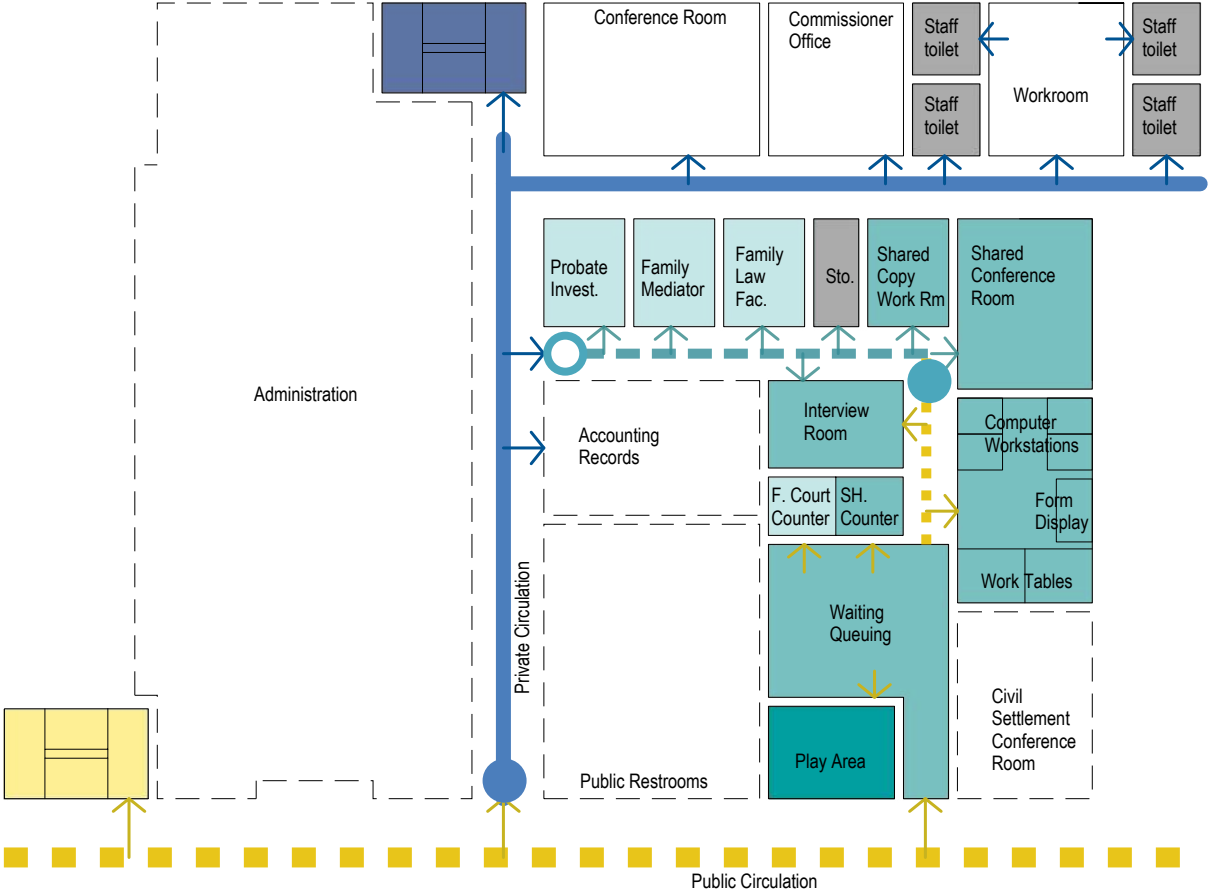 Conference Room
Commissioner
Office
Staff
toilet
Staff
toilet
Workroom
Staff
toilet
Staff
toilet
Probate
Invest.
Family
Mediator
Family
Law
Fac.
Sto.
Shared
Copy
Work Rm
Shared
Conference
Room
Administration
Accounting
Records
Interview
Room
Computer
Workstations
F. Court
Counter
SH.
Counter
Form
Display
Work Tables
Waiting
Queuing
Private Circulation
Civil
Settlement
Conference
Room
Play Area
Public Restrooms
Public Circulation